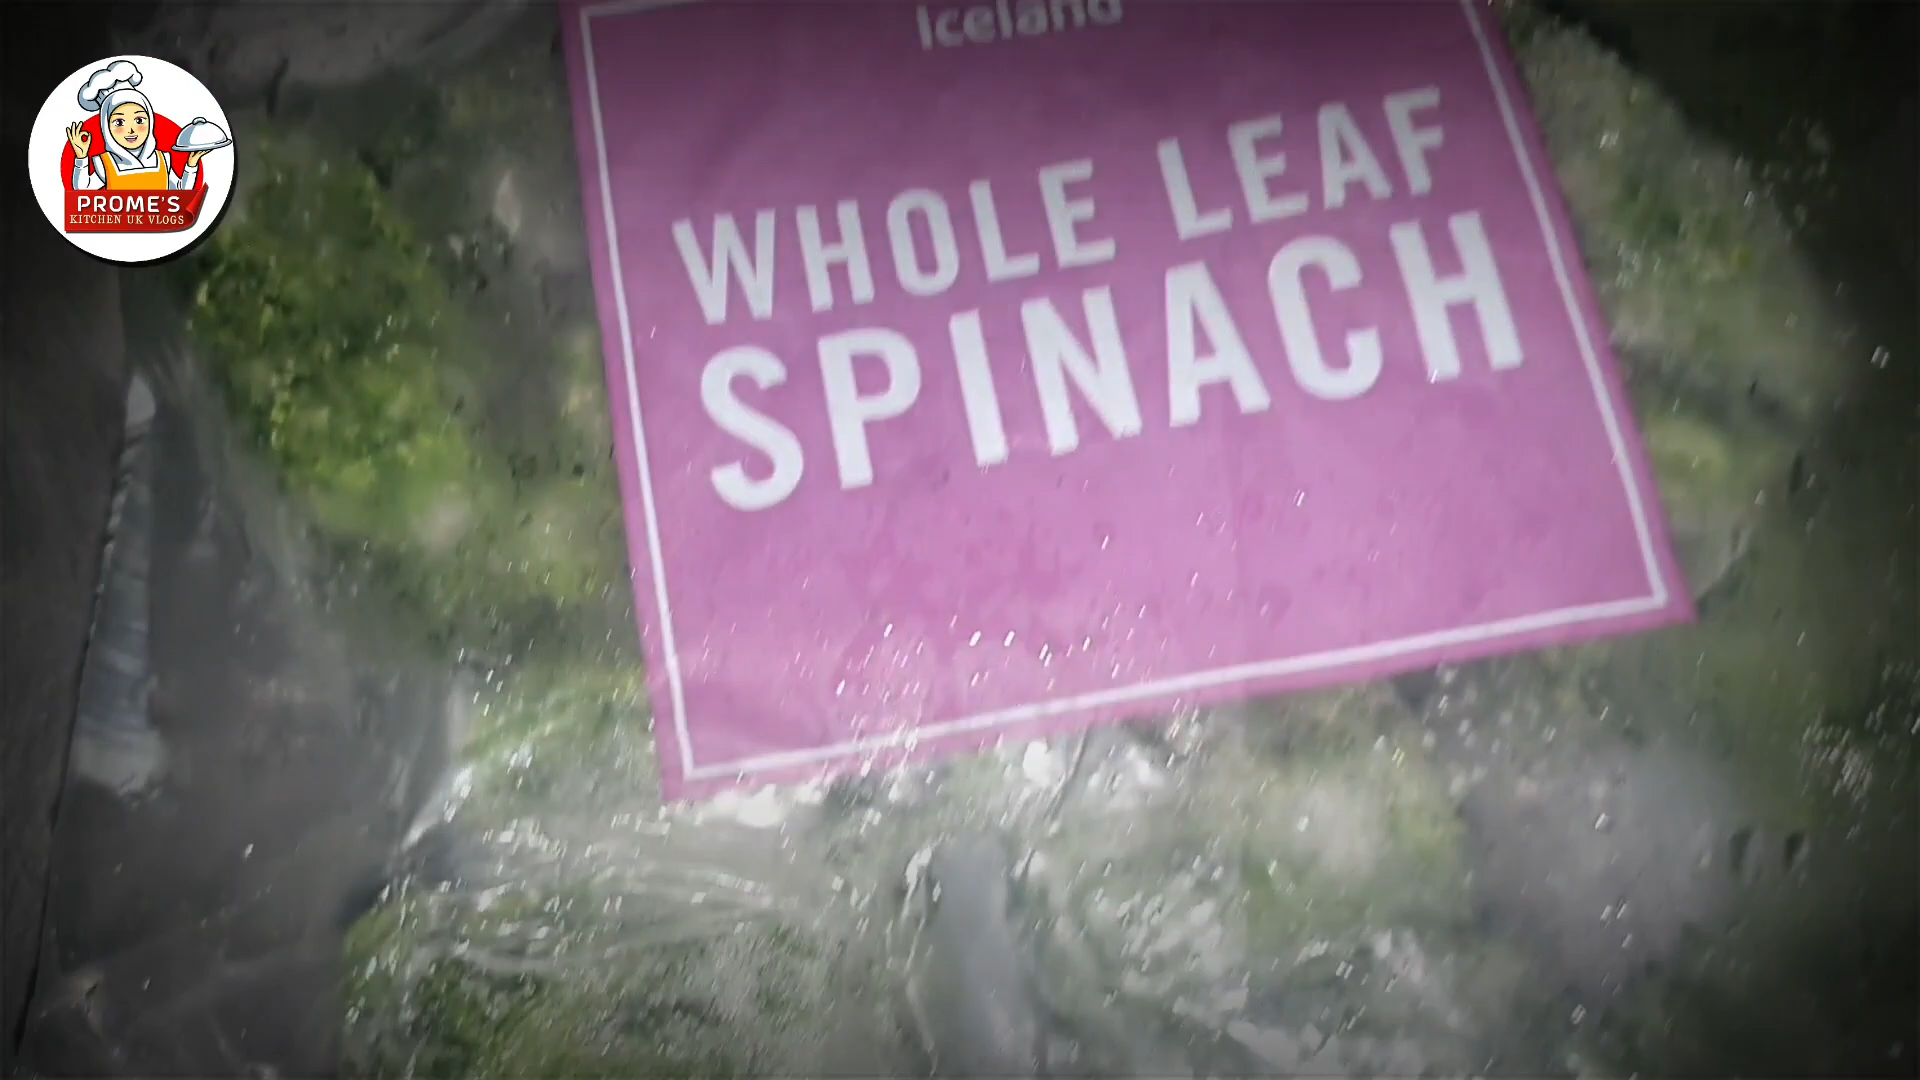 Iceland
PROME'S
KITCHEN UK VLOGS
WHOLE LEAF
SPINACH